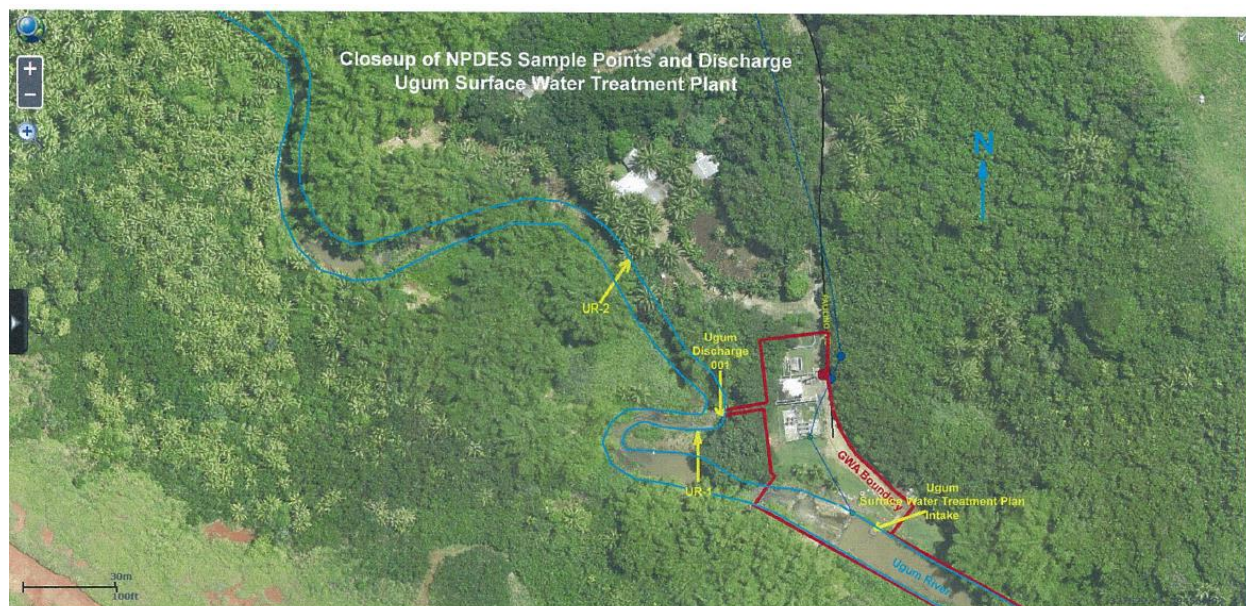 Closeup of NPDES Sample Points and Discharge
Ugum Surface Water Treatment Plant
N
UR-2
Ugum
Discharge
001
UR-1
GWA Boundary
Ugum
Surface Water Treatment Plan
Intake
Ugum River
30m
100ft